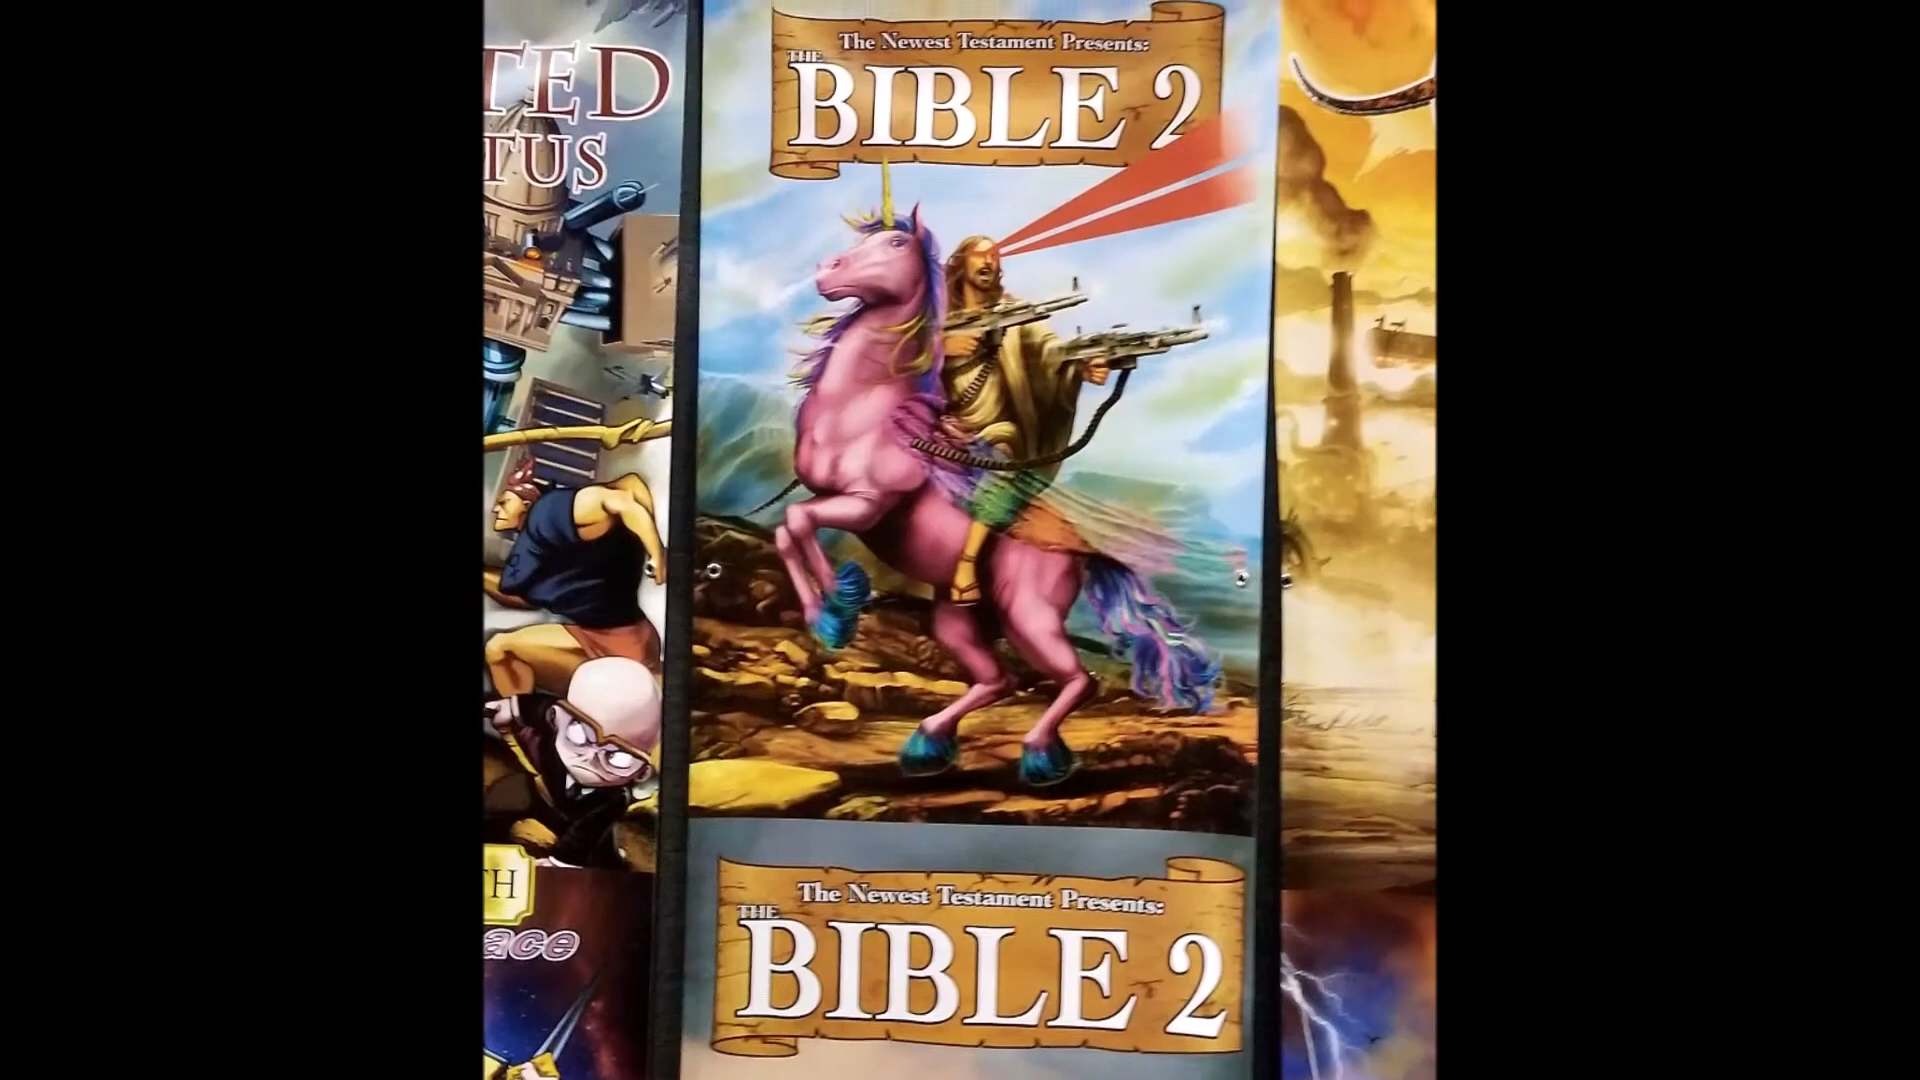 TED
TUS
The Newest Testament Presents:
THE
BIBLE 2
TH
ace
The Newest Testament Presents:
THE
BIBLE 2